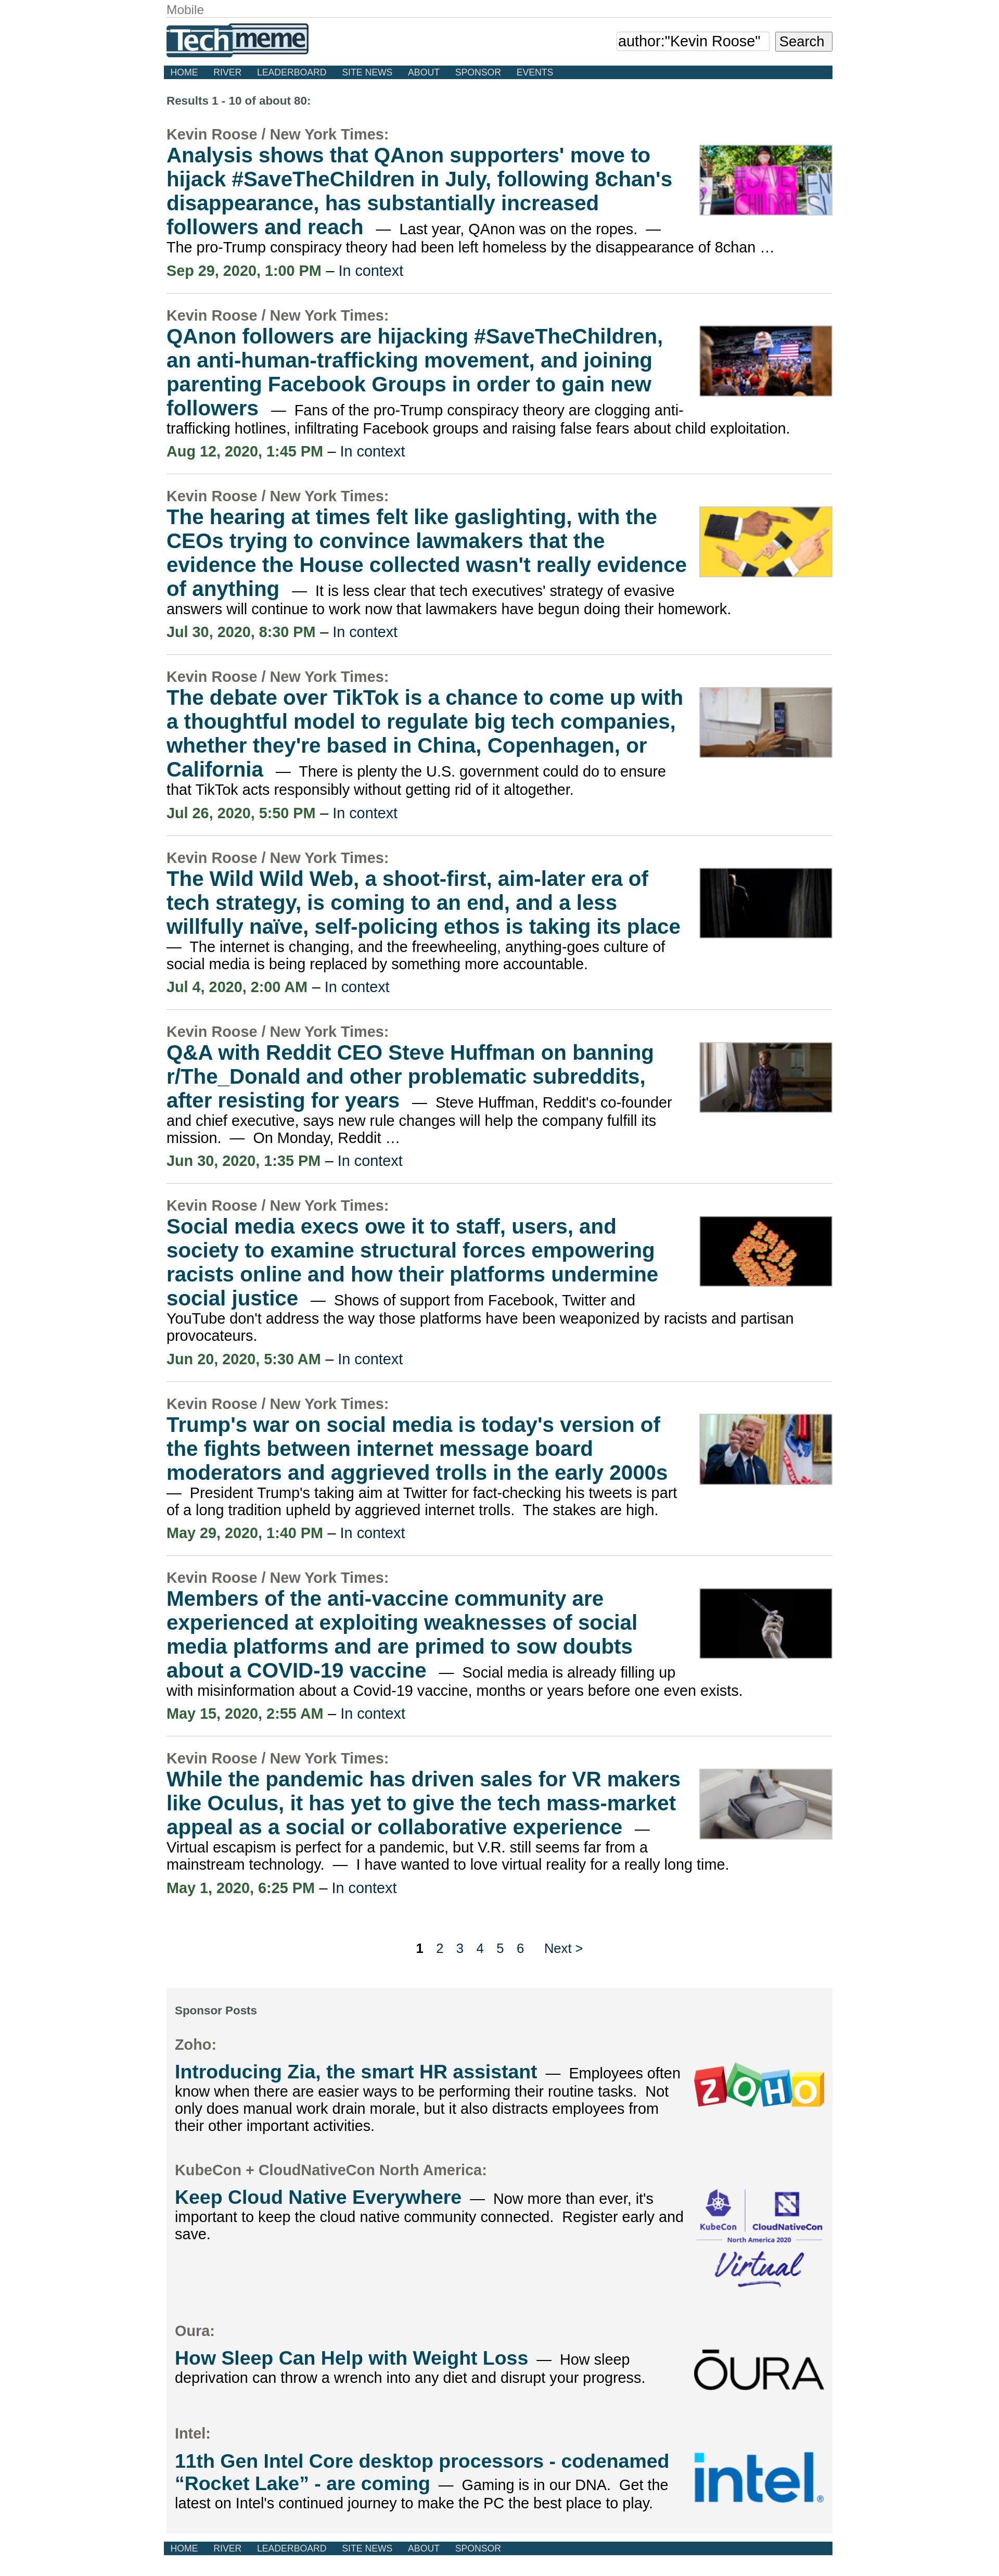 Mobile
Techmeme
author:"Kevin Roose" Search
HOME RIVER LEADERBOARD SITE NEWS ABOUT SPONSOR EVENTS
Results 1 - 10 of about 80:
Kevin Roose / New York Times:
Analysis shows that QAnon supporters' move to
hijack #SaveTheChildren in July, following 8chan's
disappearance, has substantially increased
followers and reach — Last year, QAnon was on the ropes. —
The pro-Trump conspiracy theory had been left homeless by the disappearance of 8chan …
Sep 29, 2020, 1:00 PM – In context
Kevin Roose / New York Times:
QAnon followers are hijacking #SaveTheChildren,
an anti-human-trafficking movement, and joining
parenting Facebook Groups in order to gain new
followers — Fans of the pro-Trump conspiracy theory are clogging anti-
trafficking hotlines, infiltrating Facebook groups and raising false fears about child exploitation.
Aug 12, 2020, 1:45 PM – In context
Kevin Roose / New York Times:
The hearing at times felt like gaslighting, with the
CEOs trying to convince lawmakers that the
evidence the House collected wasn't really evidence
of anything — It is less clear that tech executives' strategy of evasive
answers will continue to work now that lawmakers have begun doing their homework.
Jul 30, 2020, 8:30 PM – In context
Kevin Roose / New York Times:
The debate over TikTok is a chance to come up with
a thoughtful model to regulate big tech companies,
whether they're based in China, Copenhagen, or
California — There is plenty the U.S. government could do to ensure
that TikTok acts responsibly without getting rid of it altogether.
Jul 26, 2020, 5:50 PM – In context
Kevin Roose / New York Times:
The Wild Wild Web, a shoot-first, aim-later era of
tech strategy, is coming to an end, and a less
willfully naïve, self-policing ethos is taking its place
— The internet is changing, and the freewheeling, anything-goes culture of
social media is being replaced by something more accountable.
Jul 4, 2020, 2:00 AM – In context
Kevin Roose / New York Times:
Q&A with Reddit CEO Steve Huffman on banning
r/The_Donald and other problematic subreddits,
after resisting for years — Steve Huffman, Reddit's co-founder
and chief executive, says new rule changes will help the company fulfill its
mission. — On Monday, Reddit …
Jun 30, 2020, 1:35 PM – In context
Kevin Roose / New York Times:
Social media execs owe it to staff, users, and
society to examine structural forces empowering
racists online and how their platforms undermine
social justice — Shows of support from Facebook, Twitter and
YouTube don't address the way those platforms have been weaponized by racists and partisan
provocateurs.
Jun 20, 2020, 5:30 AM – In context
Kevin Roose / New York Times:
Trump's war on social media is today's version of
the fights between internet message board
moderators and aggrieved trolls in the early 2000s
— President Trump's taking aim at Twitter for fact-checking his tweets is part
of a long tradition upheld by aggrieved internet trolls. The stakes are high.
May 29, 2020, 1:40 PM – In context
Kevin Roose / New York Times:
Members of the anti-vaccine community are
experienced at exploiting weaknesses of social
media platforms and are primed to sow doubts
about a COVID-19 vaccine — Social media is already filling up
with misinformation about a Covid-19 vaccine, months or years before one even exists.
May 15, 2020, 2:55 AM – In context
Kevin Roose / New York Times:
While the pandemic has driven sales for VR makers
like Oculus, it has yet to give the tech mass-market
appeal as a social or collaborative experience —
Virtual escapism is perfect for a pandemic, but V.R. still seems far from a
mainstream technology. — I have wanted to love virtual reality for a really long time.
May 1, 2020, 6:25 PM – In context
1 2 3 4 5 6 Next >
Sponsor Posts
Zoho:
Introducing Zia, the smart HR assistant — Employees often
know when there are easier ways to be performing their routine tasks. Not
only does manual work drain morale, but it also distracts employees from
their other important activities.
ZOHO
KubeCon + CloudNativeCon North America:
Keep Cloud Native Everywhere — Now more than ever, it's
important to keep the cloud native community connected. Register early and
save.
KubeCon CloudNativeCon
North America 2020
Virtual
Oura:
How Sleep Can Help with Weight Loss — How sleep
deprivation can throw a wrench into any diet and disrupt your progress.
ŌURA
Intel:
11th Gen Intel Core desktop processors - codenamed
“Rocket Lake” - are coming — Gaming is in our DNA. Get the
latest on Intel's continued journey to make the PC the best place to play.
intel®
HOME RIVER LEADERBOARD SITE NEWS ABOUT SPONSOR